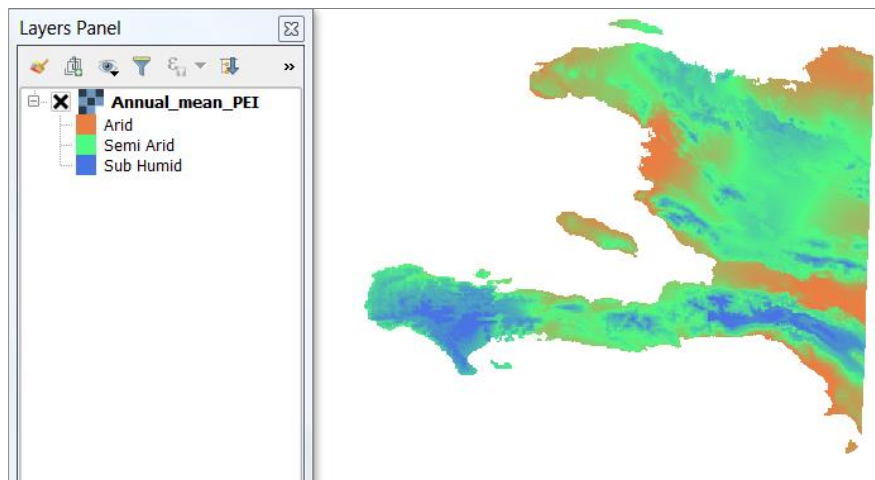 Layers Panel
»
Annual_mean_PEI
Arid
Semi Arid
Sub Humid